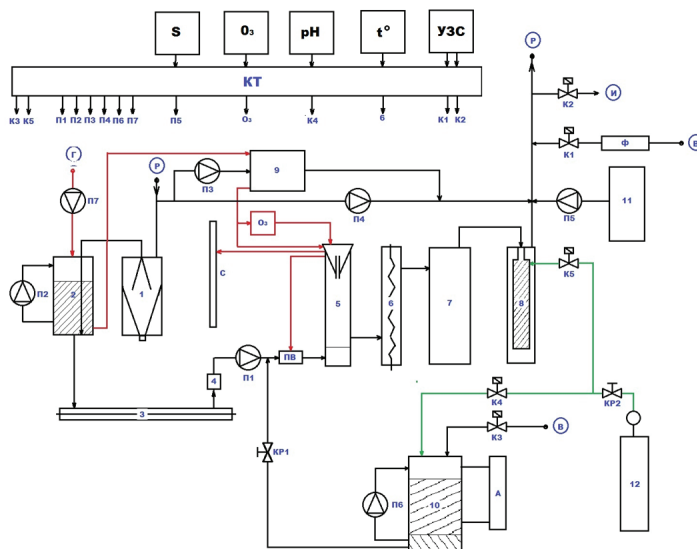 S O₃ pH t° УЗС
КТ
К3 К5 П1 П2 П3 П4 П6 П7 П5 О₃ К4 6 К1 К2
Р
К2 И
К1 Ф В
Г Р
П7 П3 9 П4 П5 11
О₃
С
К5
П2 2 1 5 6 7 8
4 П1 ПВ
3
К4 КР2
К3 В
КР1
П6 10 А 12